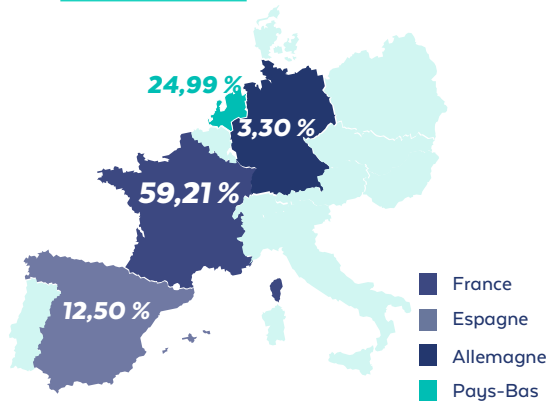 24,99 %
3,30 %
59,21 %
12,50 %
France
Espagne
Allemagne
Pays-Bas